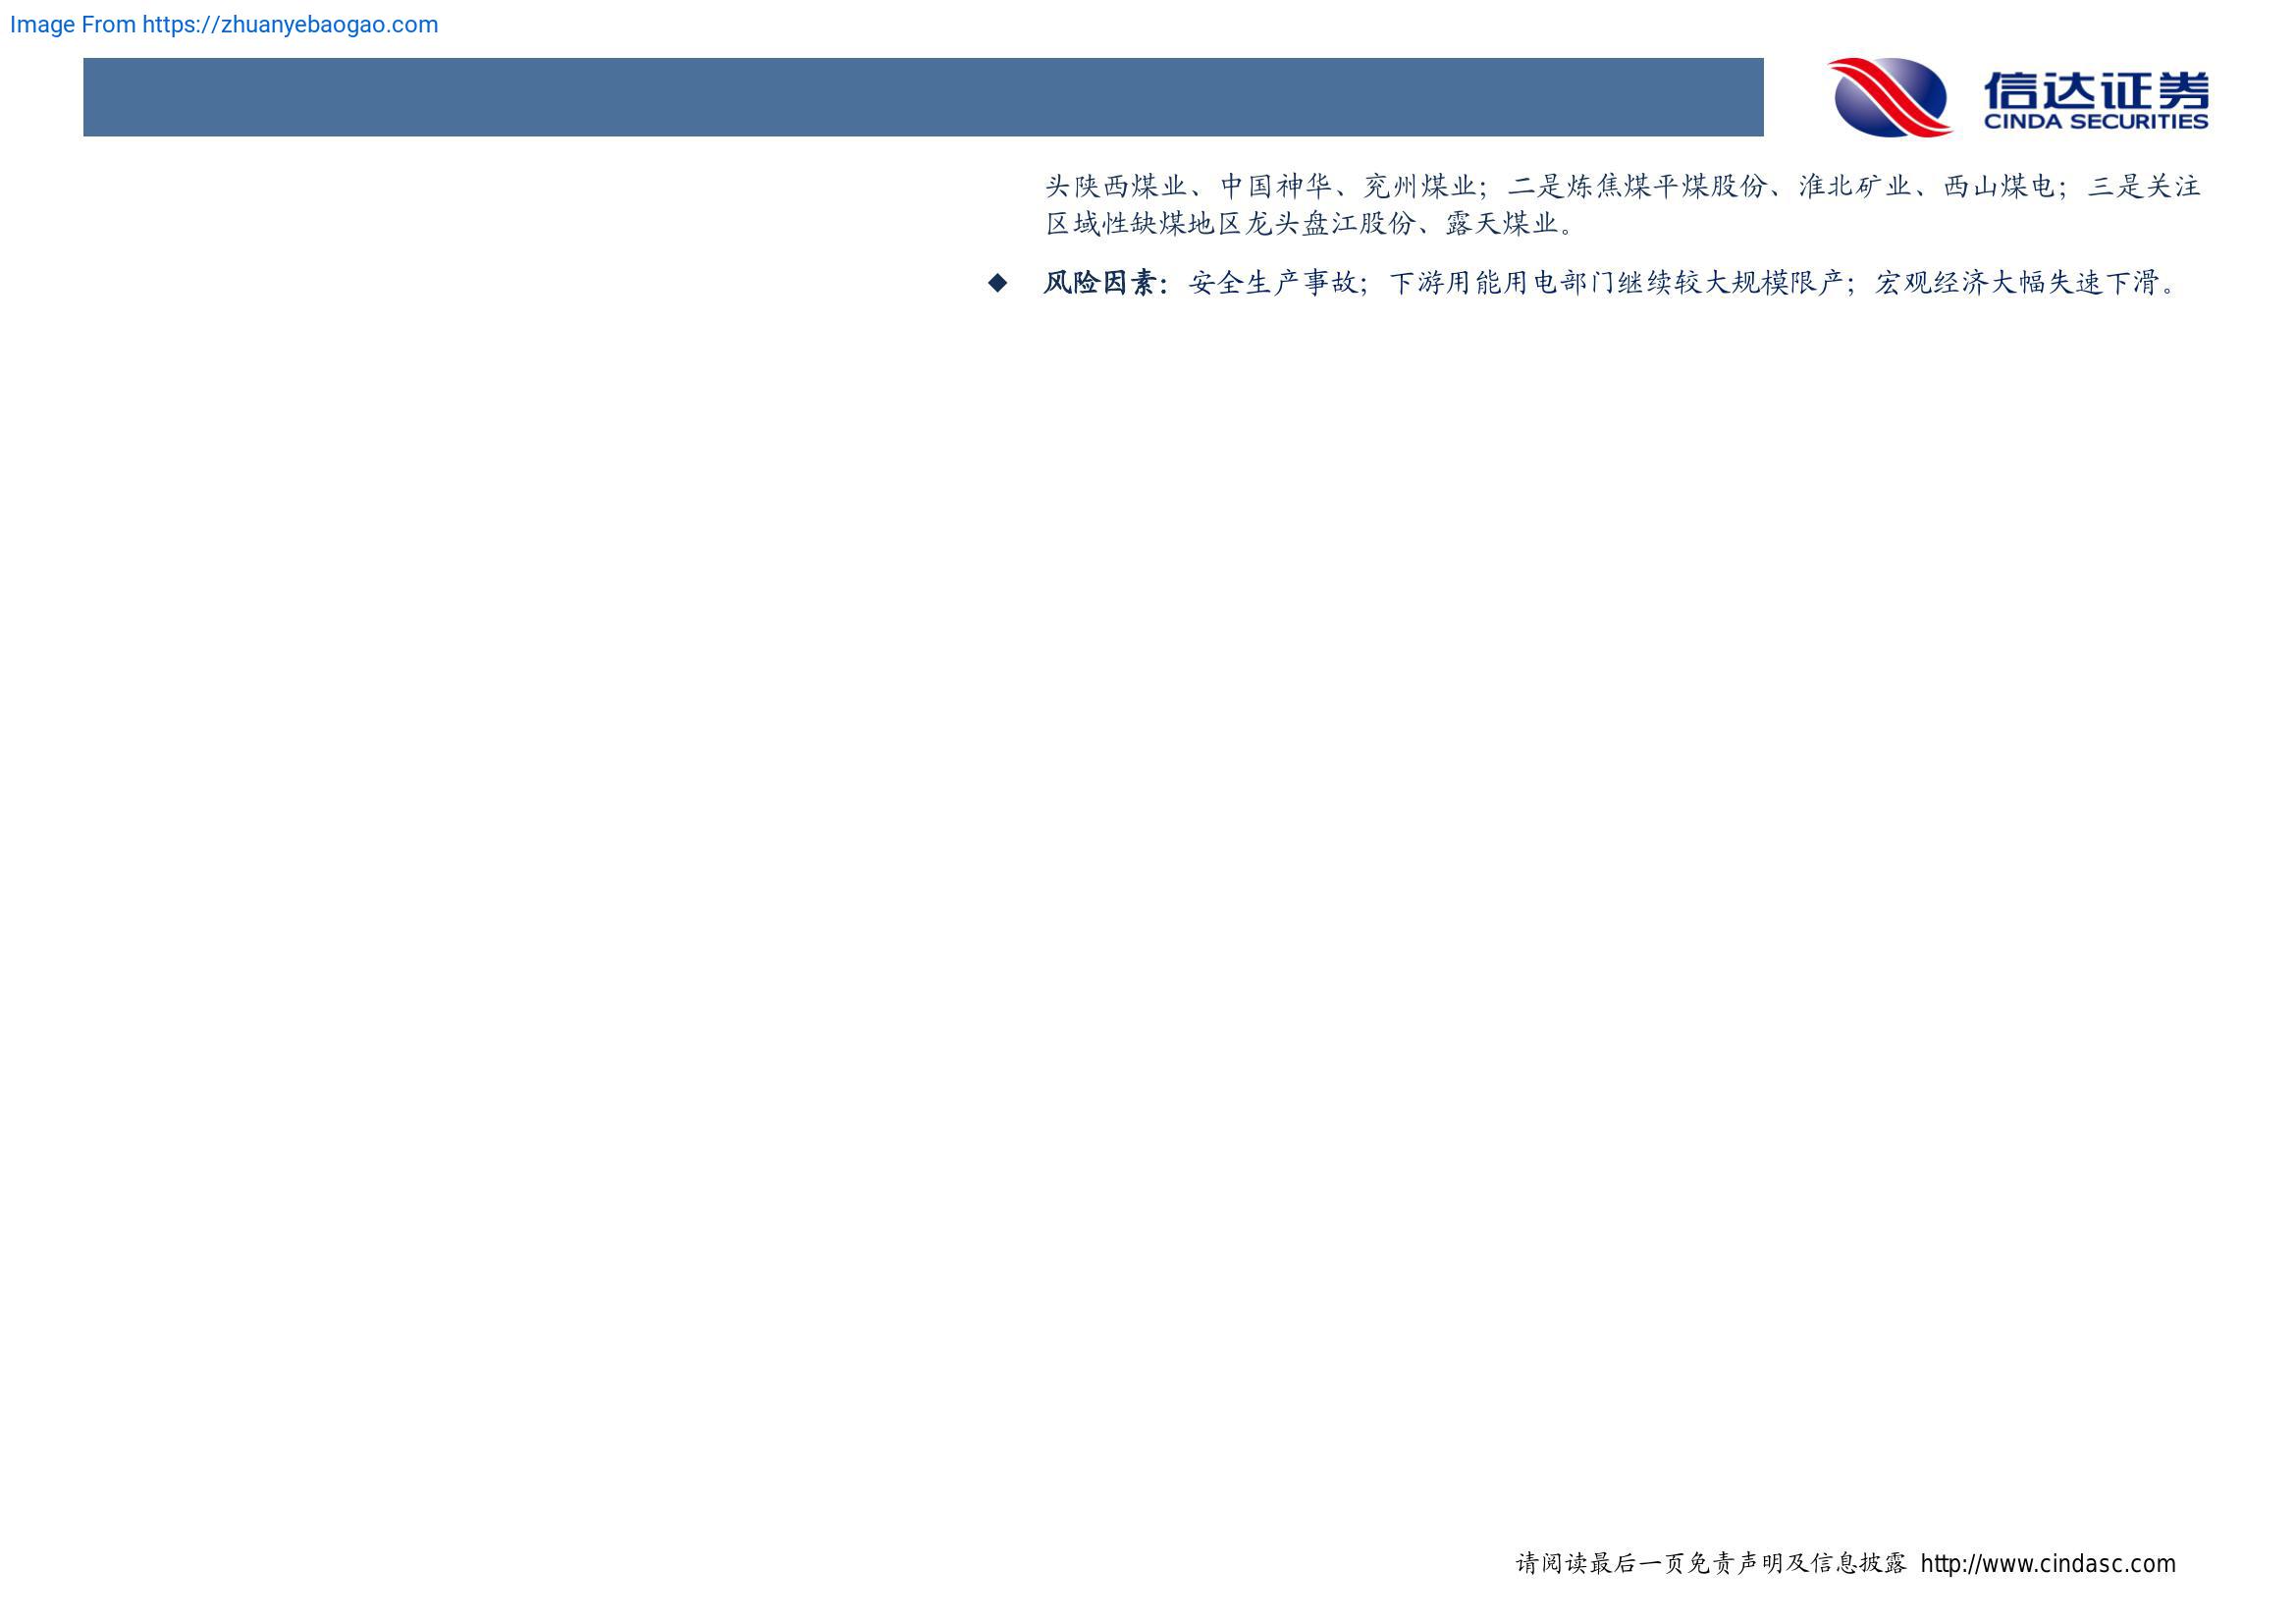 Image From https://zhuanyebaogao.com
信达证券
CINDA SECURITIES
头陕西煤业、中国神华、兖州煤业；二是炼焦煤平煤股份、淮北矿业、西山煤电；三是关注
区域性缺煤地区龙头盘江股份、露天煤业。
◆ 风险因素：安全生产事故；下游用能用电部门继续较大规模限产；宏观经济大幅失速下滑。
请阅读最后一页免责声明及信息披露 http://www.cindasc.com